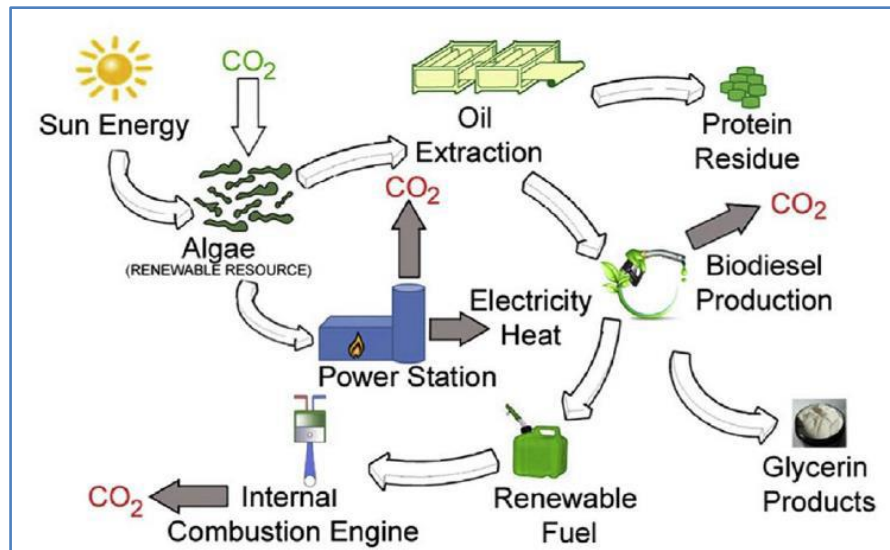 CO2
Sun Energy
Oil
Extraction
Protein
Residue
CO2
CO2
Algae
(RENEWABLE RESOURCE)
Biodiesel
Production
Electricity
Heat
Power Station
Glycerin
Products
CO2
Internal
Combustion Engine
Renewable
Fuel